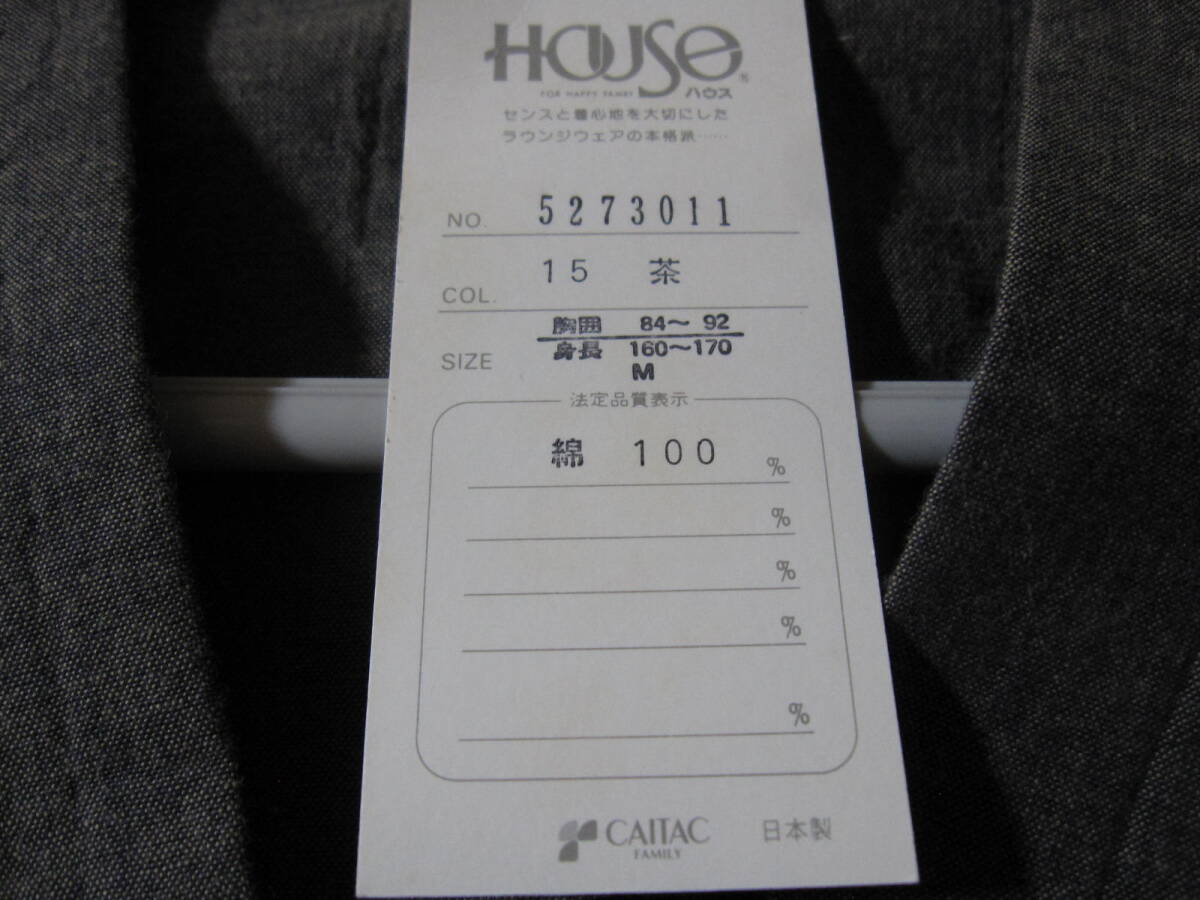 HOUSE®
FOR HAPPY FAMILY ハウス
センスと着心地を大切にした
ラウンジウェアの本格派……
NO. 5273011
COL. 15 茶
胸囲 84〜92
SIZE 身長 160〜170
M
法定品質表示
綿 100 %
%
%
%
%
CAITAC 日本製
FAMILY